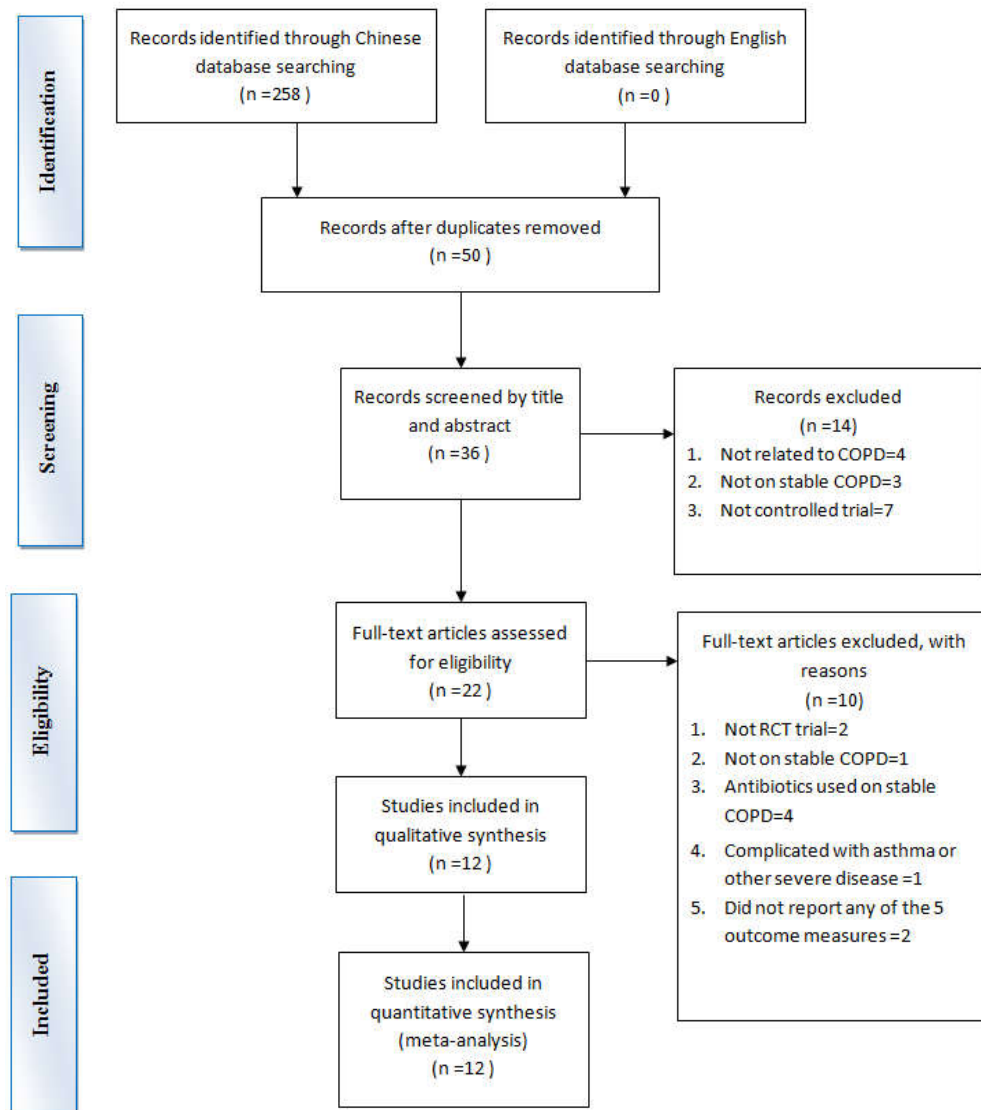 Identification
Records identified through Chinese
database searching
(n =258 )
Records identified through English
database searching
(n =0 )
Records after duplicates removed
(n =50 )
Screening
Records screened by title
and abstract
(n =36 )
Records excluded
(n =14)
1. Not related to COPD=4
2. Not on stable COPD=3
3. Not controlled trial=7
Eligibility
Full-text articles assessed
for eligibility
(n =22 )
Full-text articles excluded, with
reasons
(n =10)
1. Not RCT trial=2
2. Not on stable COPD=1
3. Antibiotics used on stable
COPD=4
4. Complicated with asthma or
other severe disease =1
5. Did not report any of the 5
outcome measures =2
Studies included in
qualitative synthesis
(n =12 )
Included
Studies included in
quantitative synthesis
(meta-analysis)
(n =12 )